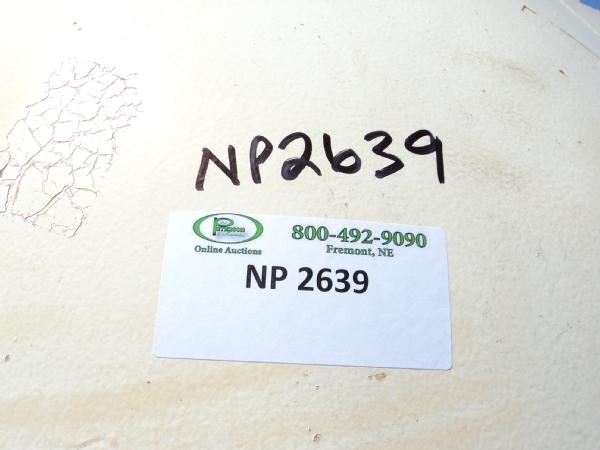 NP2639
800-492-9090
Online Auctions
Fremont, NE
NP 2639